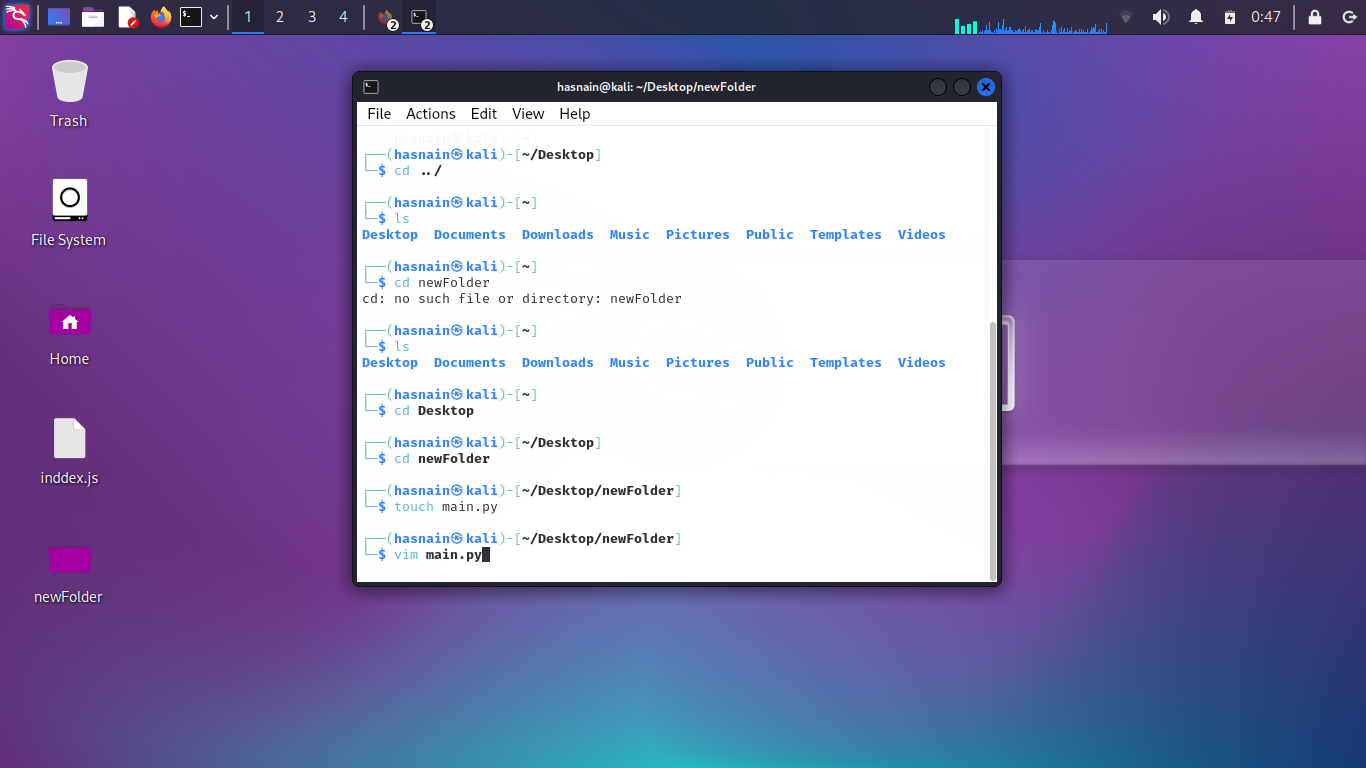 1 2 3 4 2 2 0:47
Trash
File System
Home
inddex.js
newFolder
hasnain@kali: ~/Desktop/newFolder
File Actions Edit View Help
┌──(hasnain㉿kali)-[~/Desktop]
└─$ cd ../
┌──(hasnain㉿kali)-[~]
└─$ ls
Desktop Documents Downloads Music Pictures Public Templates Videos
┌──(hasnain㉿kali)-[~]
└─$ cd newFolder
cd: no such file or directory: newFolder
┌──(hasnain㉿kali)-[~]
└─$ ls
Desktop Documents Downloads Music Pictures Public Templates Videos
┌──(hasnain㉿kali)-[~]
└─$ cd Desktop
┌──(hasnain㉿kali)-[~/Desktop]
└─$ cd newFolder
┌──(hasnain㉿kali)-[~/Desktop/newFolder]
└─$ touch main.py
┌──(hasnain㉿kali)-[~/Desktop/newFolder]
└─$ vim main.py